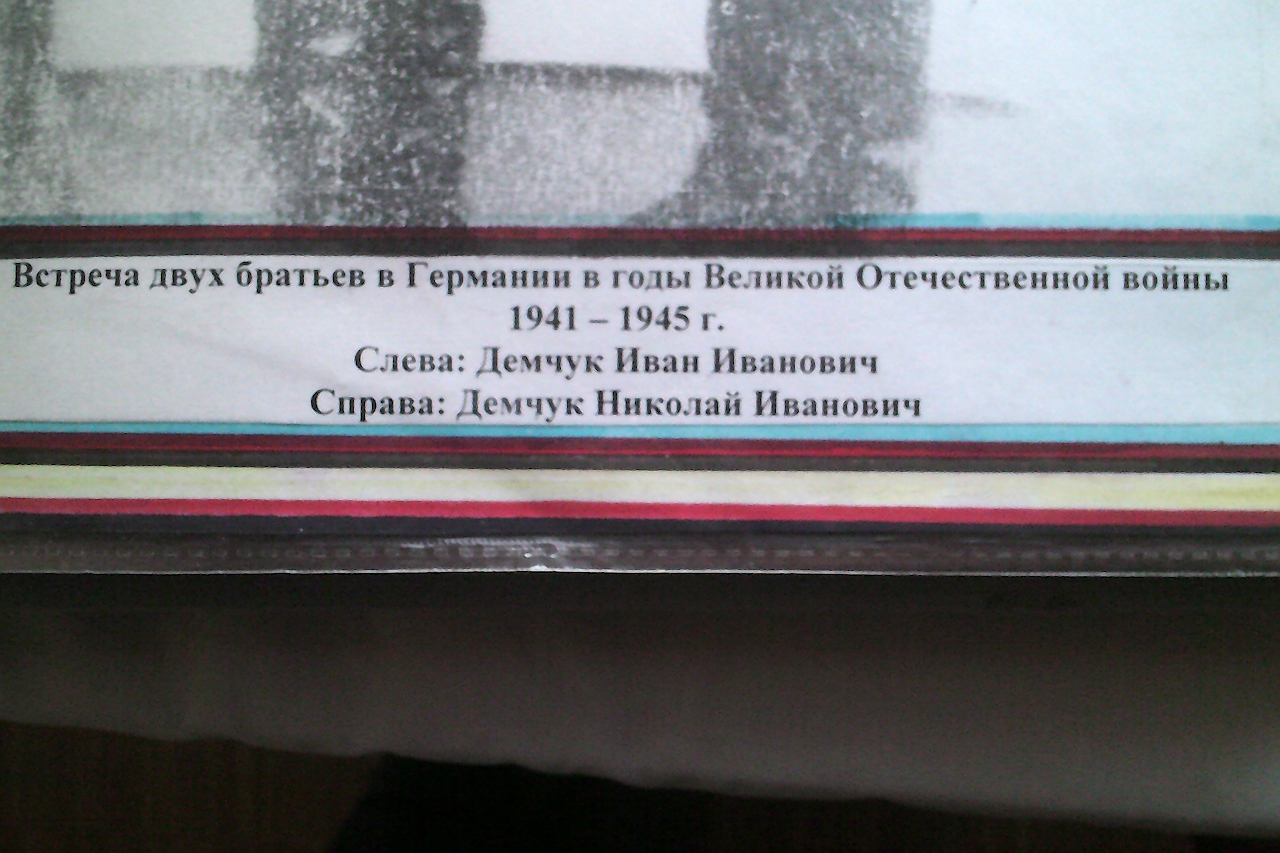 Встреча двух братьев в Германии в годы Великой Отечественной войны
1941 – 1945 г.
Слева: Демчук Иван Иванович
Справа: Демчук Николай Иванович